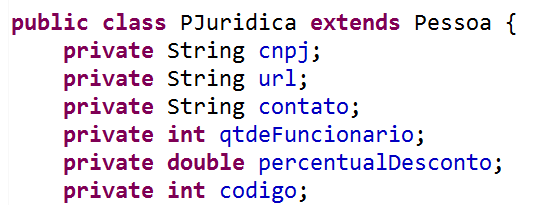 public class PJuridica extends Pessoa {
private String cnpj;
private String url;
private String contato;
private int qtdeFuncionario;
private double percentualDesconto;
private int codigo;